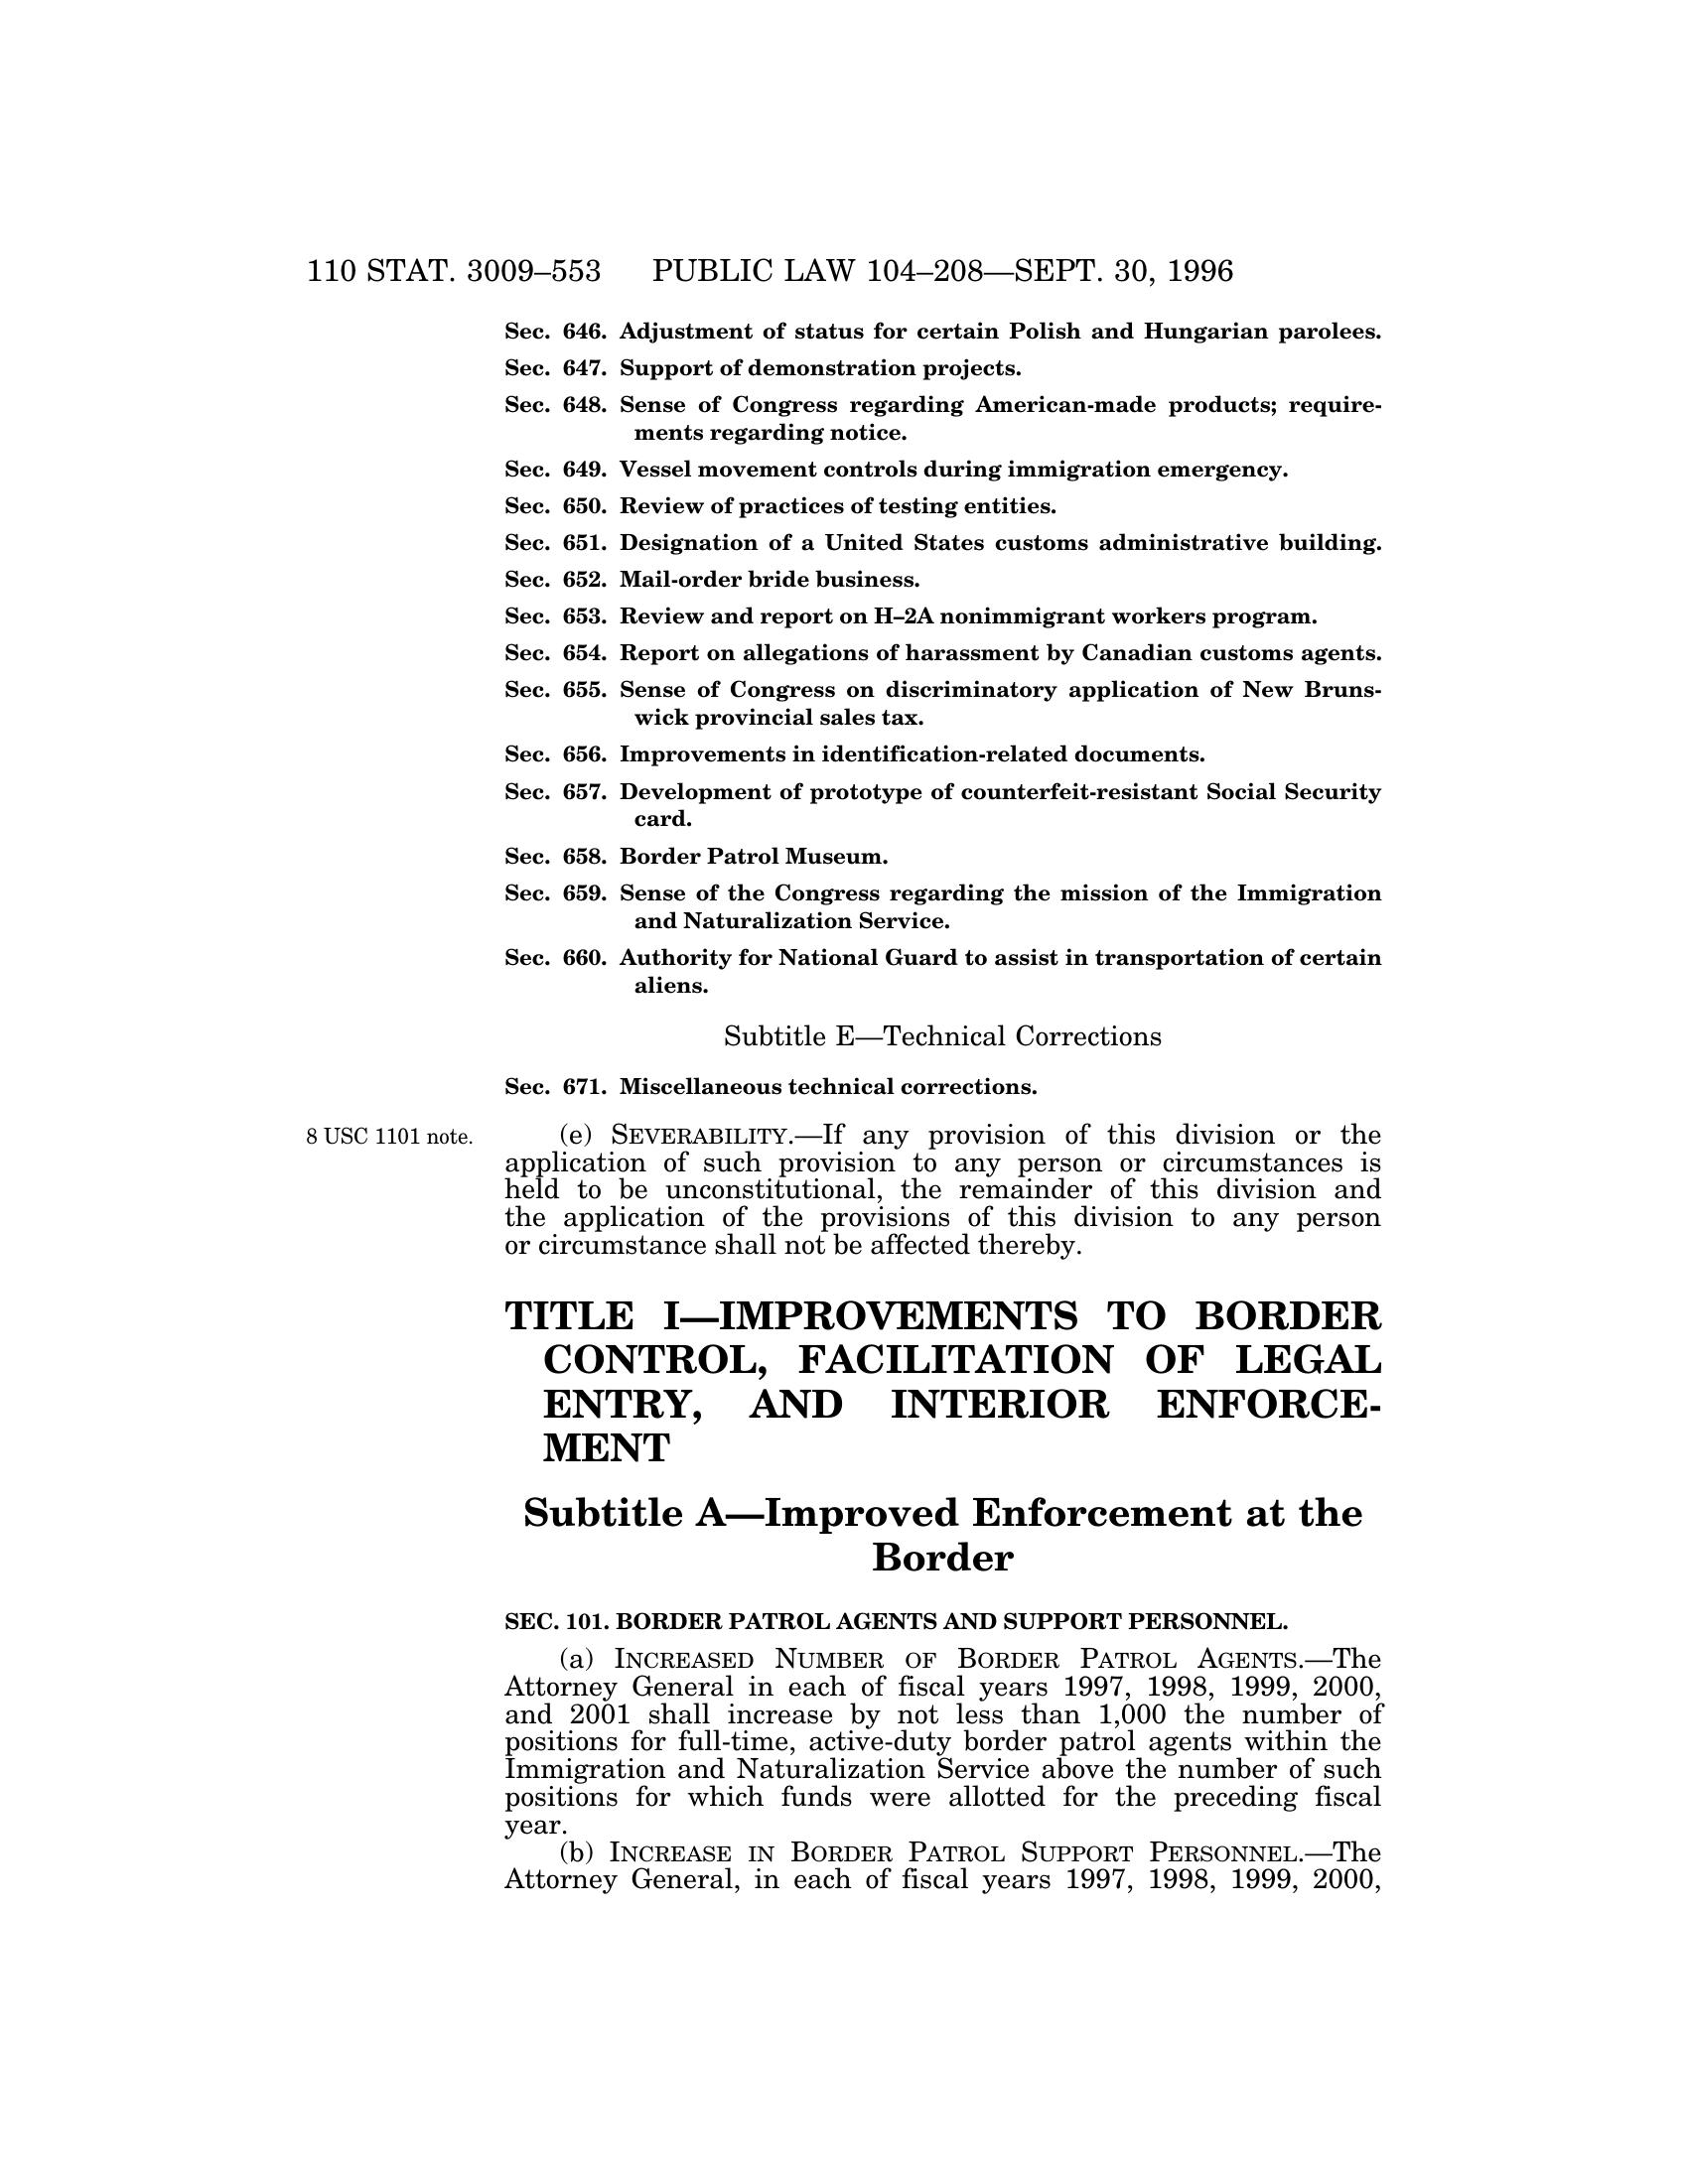 110 STAT. 3009–553 PUBLIC LAW 104–208—SEPT. 30, 1996
Sec. 646. Adjustment of status for certain Polish and Hungarian parolees.
Sec. 647. Support of demonstration projects.
Sec. 648. Sense of Congress regarding American-made products; require-
ments regarding notice.
Sec. 649. Vessel movement controls during immigration emergency.
Sec. 650. Review of practices of testing entities.
Sec. 651. Designation of a United States customs administrative building.
Sec. 652. Mail-order bride business.
Sec. 653. Review and report on H–2A nonimmigrant workers program.
Sec. 654. Report on allegations of harassment by Canadian customs agents.
Sec. 655. Sense of Congress on discriminatory application of New Bruns-
wick provincial sales tax.
Sec. 656. Improvements in identification-related documents.
Sec. 657. Development of prototype of counterfeit-resistant Social Security
card.
Sec. 658. Border Patrol Museum.
Sec. 659. Sense of the Congress regarding the mission of the Immigration
and Naturalization Service.
Sec. 660. Authority for National Guard to assist in transportation of certain
aliens.
Subtitle E—Technical Corrections
Sec. 671. Miscellaneous technical corrections.
8 USC 1101 note.
(e) SEVERABILITY.—If any provision of this division or the
application of such provision to any person or circumstances is
held to be unconstitutional, the remainder of this division and
the application of the provisions of this division to any person
or circumstance shall not be affected thereby.
TITLE I—IMPROVEMENTS TO BORDER
CONTROL, FACILITATION OF LEGAL
ENTRY, AND INTERIOR ENFORCE-
MENT
Subtitle A—Improved Enforcement at the
Border
SEC. 101. BORDER PATROL AGENTS AND SUPPORT PERSONNEL.
(a) INCREASED NUMBER OF BORDER PATROL AGENTS.—The
Attorney General in each of fiscal years 1997, 1998, 1999, 2000,
and 2001 shall increase by not less than 1,000 the number of
positions for full-time, active-duty border patrol agents within the
Immigration and Naturalization Service above the number of such
positions for which funds were allotted for the preceding fiscal
year.
(b) INCREASE IN BORDER PATROL SUPPORT PERSONNEL.—The
Attorney General, in each of fiscal years 1997, 1998, 1999, 2000,